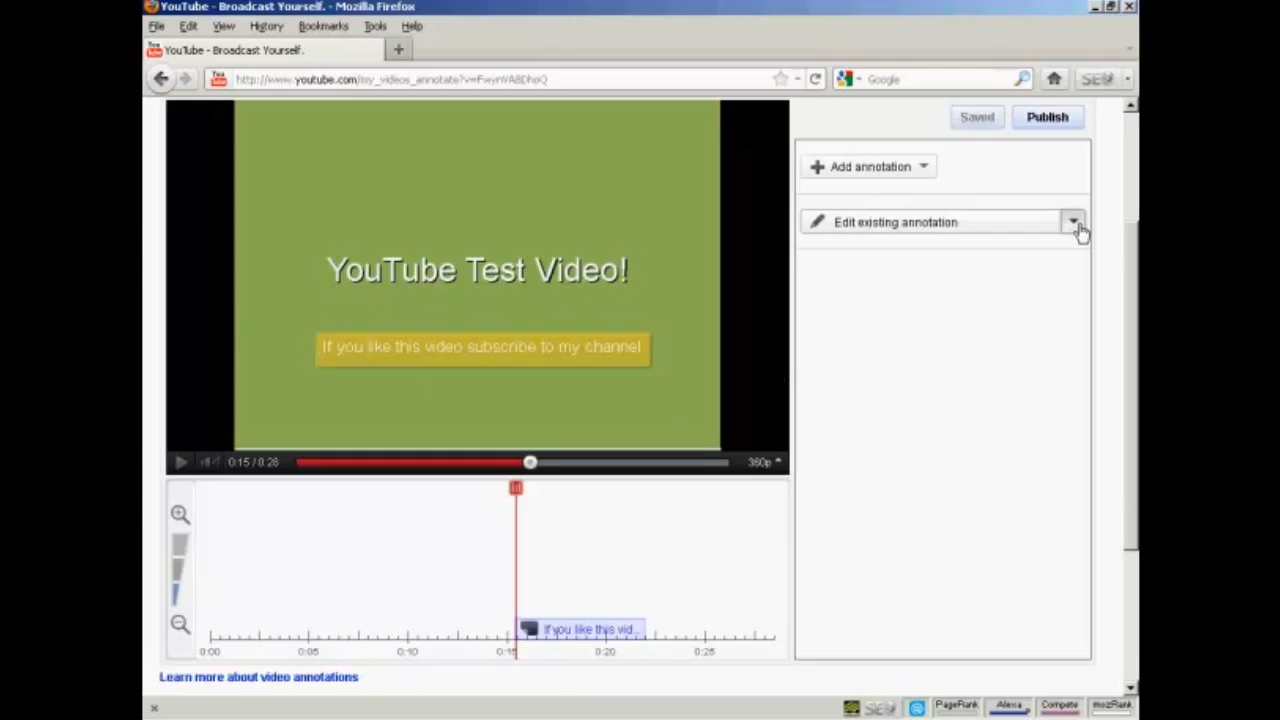 YouTube - Broadcast Yourself. - Mozilla Firefox
File Edit View History Bookmarks Tools Help
YouTube - Broadcast Yourself.
Google
Saved Publish
Add annotation
Edit existing annotation
YouTube Test Video!
If you like this video subscribe to my channel
0:15 / 0:28 360p
If you like this vid...
0:00 0:05 0:10 0:15 0:20 0:25
Learn more about video annotations
PageRank Alexa Compete mozRank